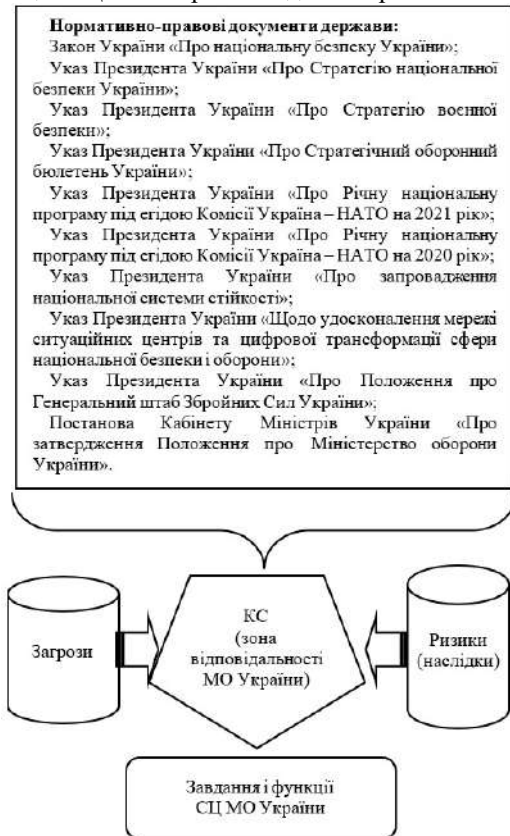 Нормативно-правові документи держави:
Закон України «Про національну безпеку України»;
Указ Президента України «Про Стратегію національної
безпеки України»;
Указ Президента України «Про Стратегію воєнної
безпеки»;
Указ Президента України «Про Стратегічний оборонний
бюлетень України»;
Указ Президента України «Про Річну національну
програму під егідою Комісії Україна – НАТО на 2021 рік»;
Указ Президента України «Про Річну національну
програму під егідою Комісії Україна – НАТО на 2020 рік»;
Указ Президента України «Про запровадження
національної системи стійкості»;
Указ Президента України «Щодо удосконалення мережі
ситуаційних центрів та цифрової трансформації сфери
національної безпеки і оборони»;
Указ Президента України «Про Положення про
Генеральний штаб Збройних Сил України»;
Постанова Кабінету Міністрів України «Про
затвердження Положення про Міністерство оборони
України».
Загрози
КС
(зона
відповідальності
МО України)
Ризики
(наслідки)
Завдання і функції
СЦ МО України